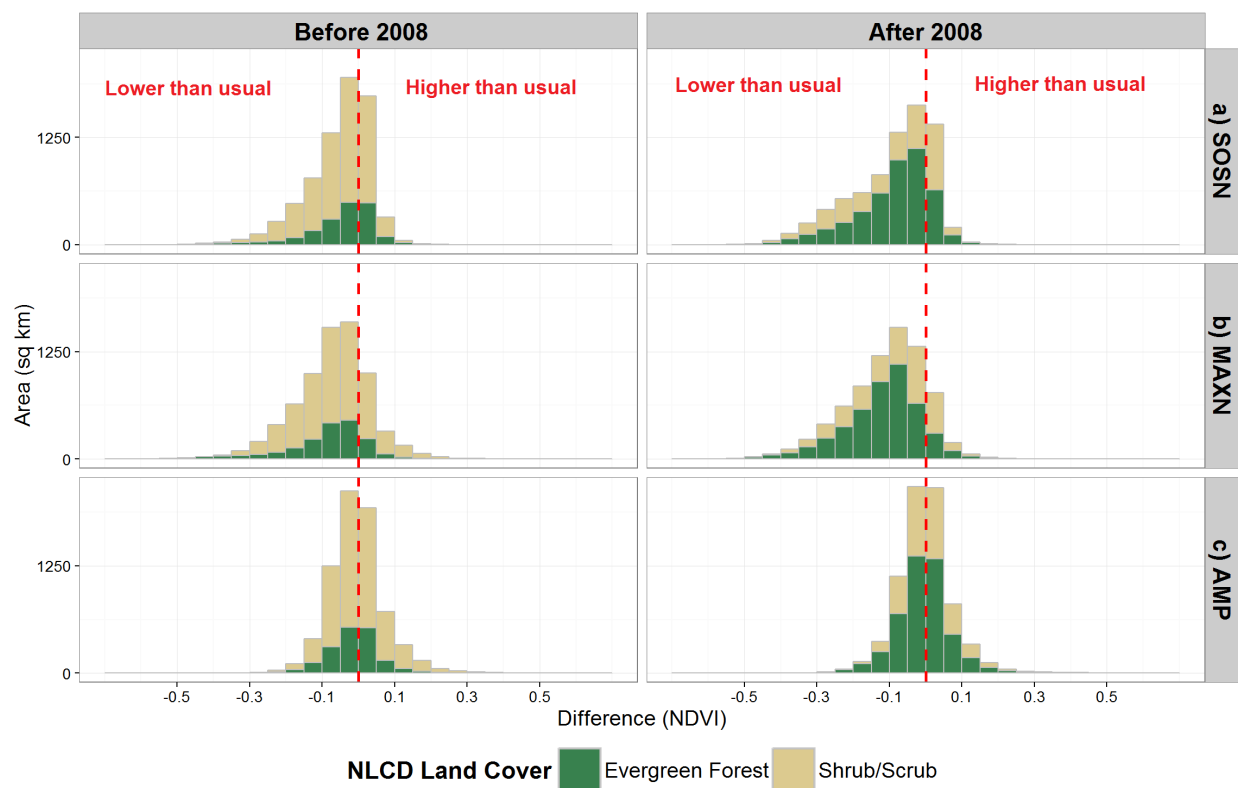 Before 2008
After 2008
Lower than usual
Higher than usual
Lower than usual
Higher than usual
1250
0
a) SOSN
1250
0
b) MAXN
1250
0
c) AMP
Area (sq km)
-0.5 -0.3 -0.1 0.1 0.3 0.5
-0.5 -0.3 -0.1 0.1 0.3 0.5
Difference (NDVI)
NLCD Land Cover Evergreen Forest Shrub/Scrub